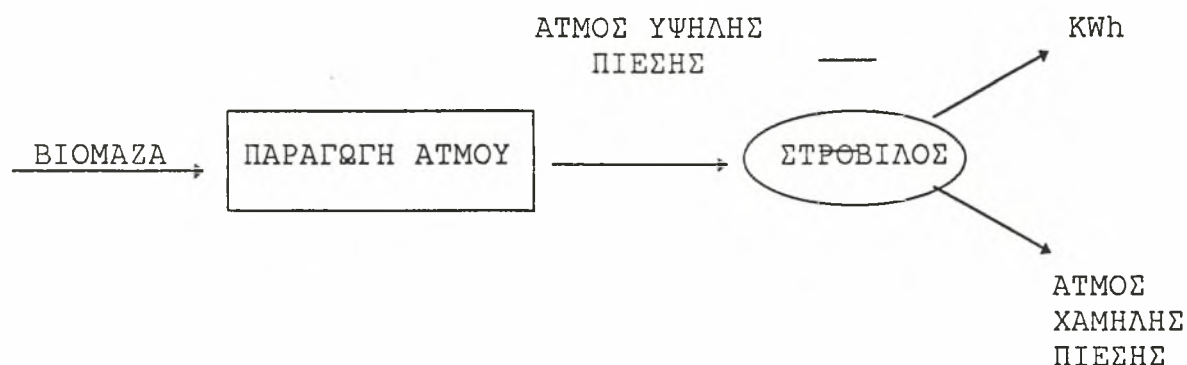 ΑΤΜΟΣ ΥΨΗΛΗΣ
ΠΙΕΣΗΣ
KWh
ΒΙΟΜΑΖΑ
ΠΑΡΑΓΩΓΗ ΑΤΜΟΥ
ΣΤΡΟΒΙΛΟΣ
ΑΤΜΟΣ
ΧΑΜΗΛΗΣ
ΠΙΕΣΗΣ